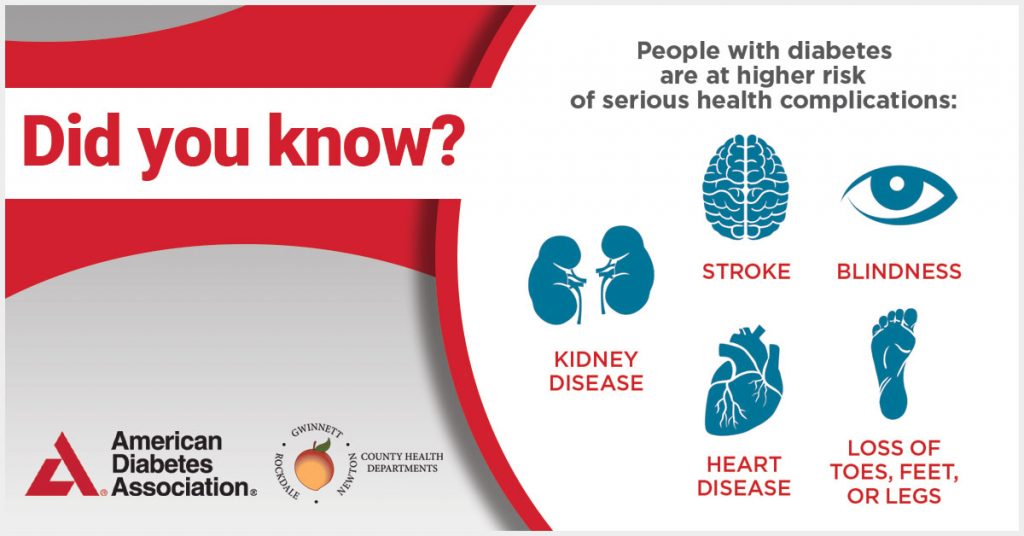 Did you know?
People with diabetes
are at higher risk
of serious health complications:
STROKE
BLINDNESS
KIDNEY
DISEASE
HEART
DISEASE
LOSS OF
TOES, FEET,
OR LEGS
American
Diabetes
Association®
GWINNETT
ROCKDALE
NEWTON
COUNTY HEALTH
DEPARTMENTS